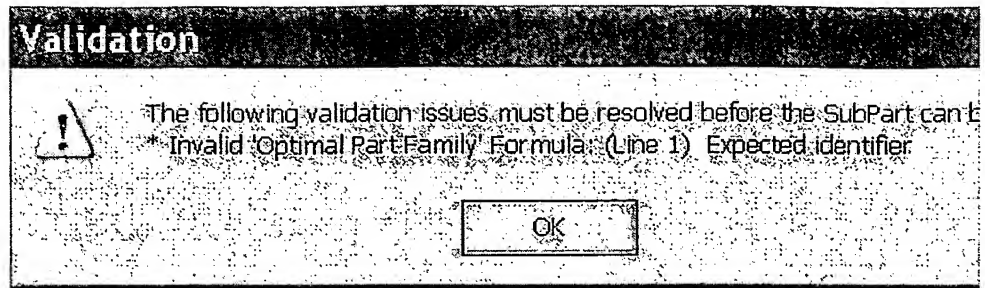 Validation
The following validation issues must be resolved before the SubPart can b
* Invalid 'Optimal Part Family' Formula: (Line 1) Expected identifier.
OK